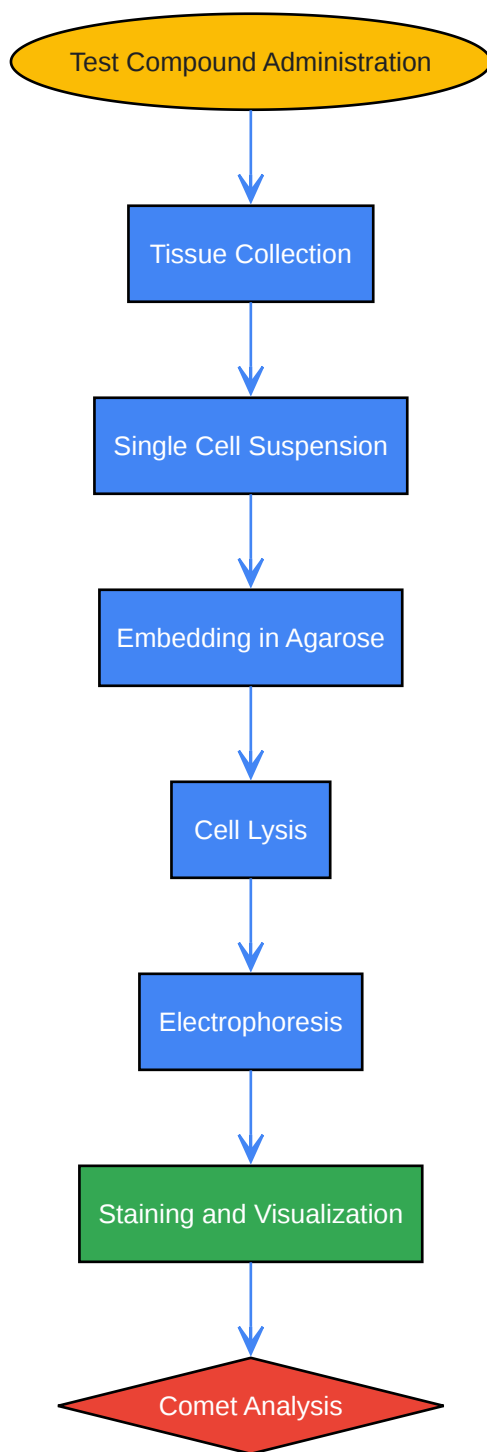 Test Compound Administration
Tissue Collection
Single Cell Suspension
Embedding in Agarose
Cell Lysis
Electrophoresis
Staining and Visualization
Comet Analysis